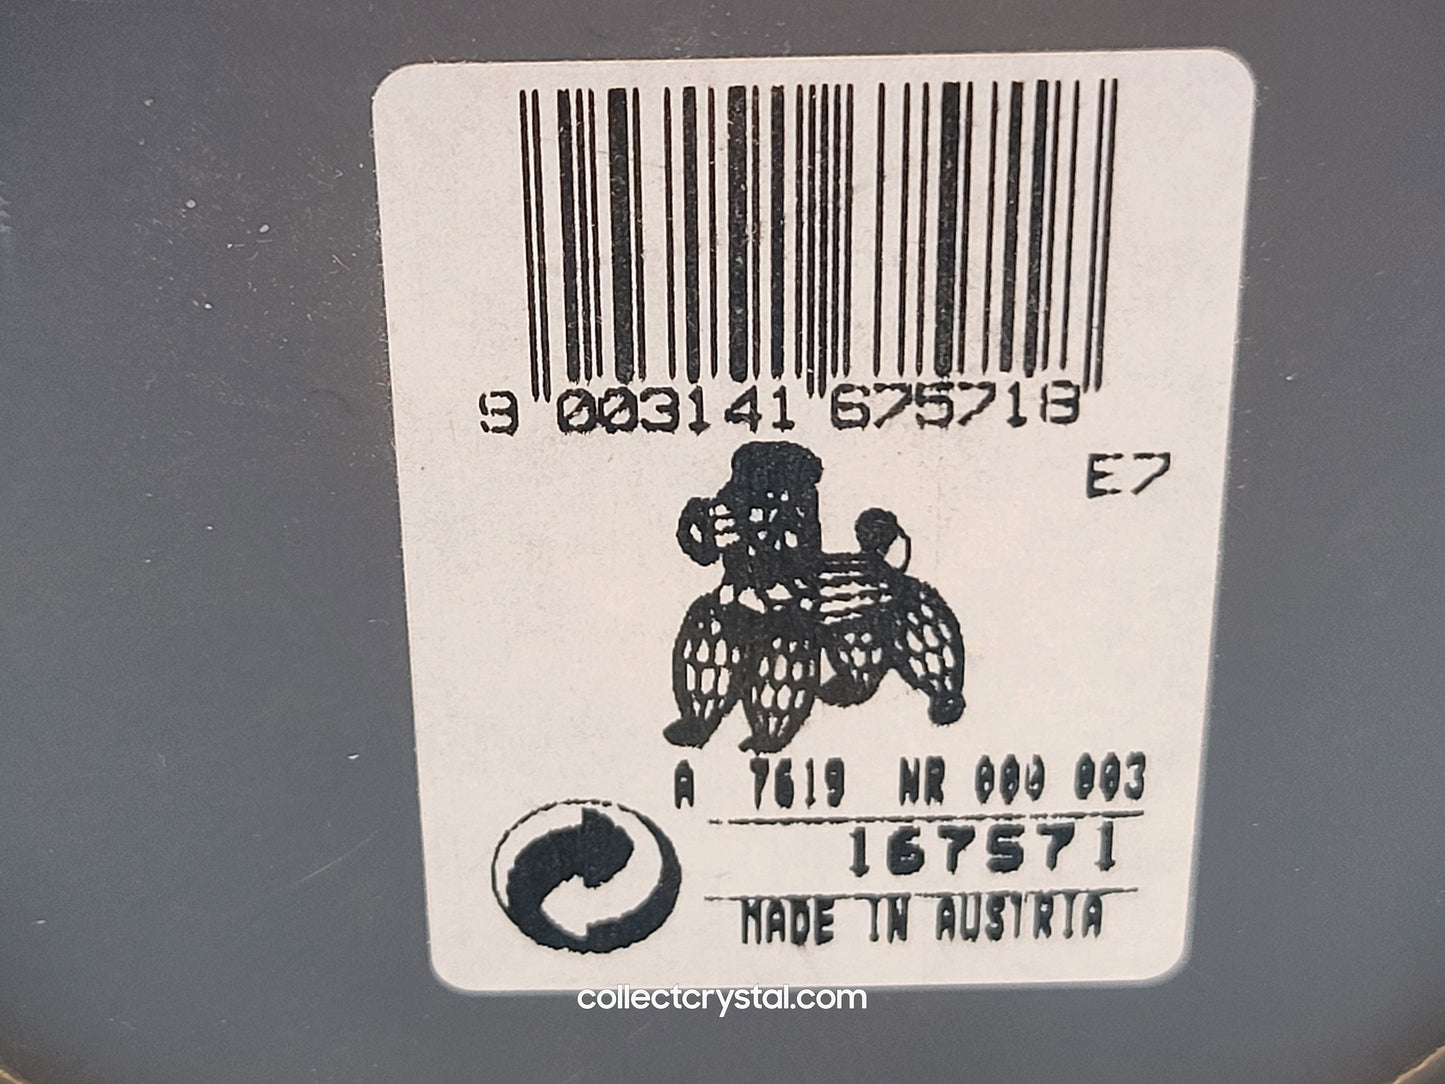 9 003141 675718
E7
A 7619 NR 000 003
167571
MADE IN AUSTRIA
collectcrystal.com